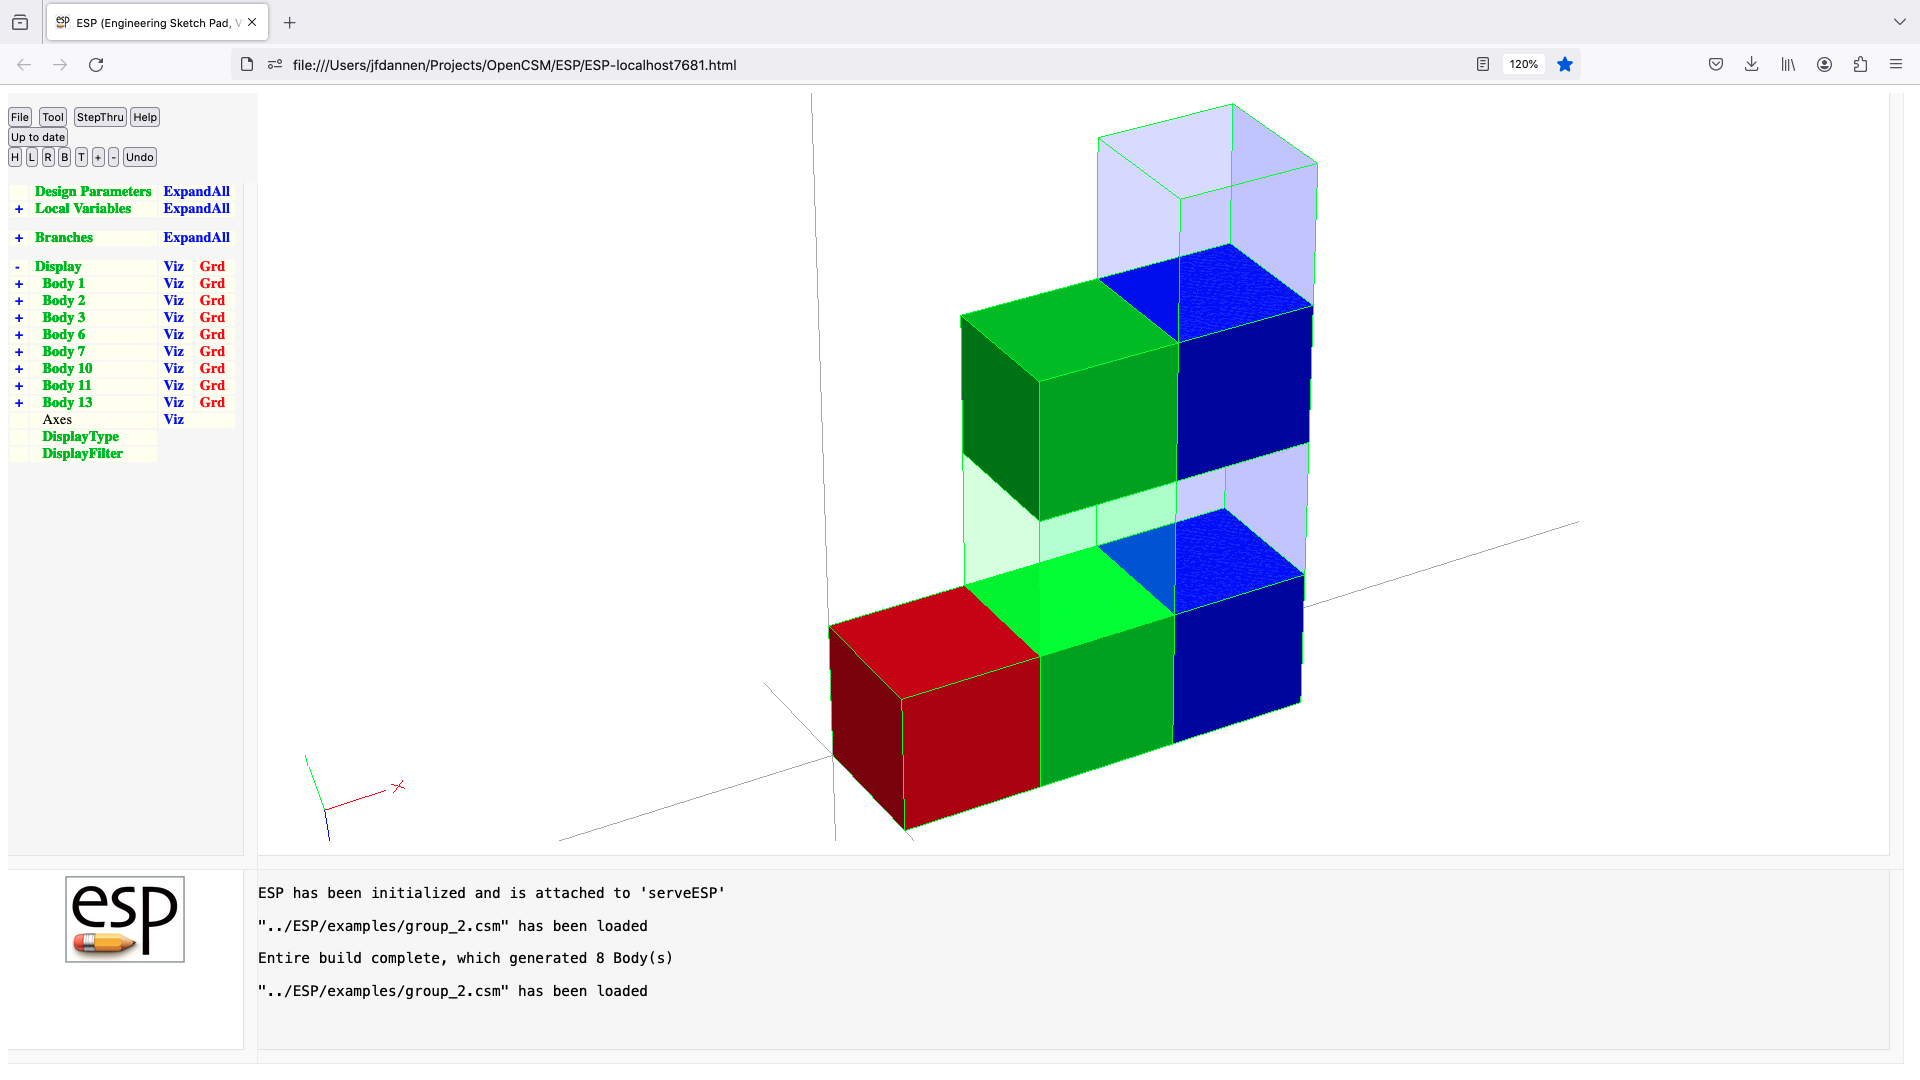 ESP (Engineering Sketch Pad, V
file:///Users/jfdannen/Projects/OpenCSM/ESP/ESP-localhost7681.html
120%
File Tool StepThru Help
Up to date
H L R B T + - Undo
Design Parameters ExpandAll
+ Local Variables ExpandAll
+ Branches ExpandAll
- Display Viz Grd
+ Body 1 Viz Grd
+ Body 2 Viz Grd
+ Body 3 Viz Grd
+ Body 6 Viz Grd
+ Body 7 Viz Grd
+ Body 10 Viz Grd
+ Body 11 Viz Grd
+ Body 13 Viz Grd
Axes Viz
DisplayType
DisplayFilter
X
esp
ESP has been initialized and is attached to 'serveESP'
"../ESP/examples/group_2.csm" has been loaded
Entire build complete, which generated 8 Body(s)
"../ESP/examples/group_2.csm" has been loaded